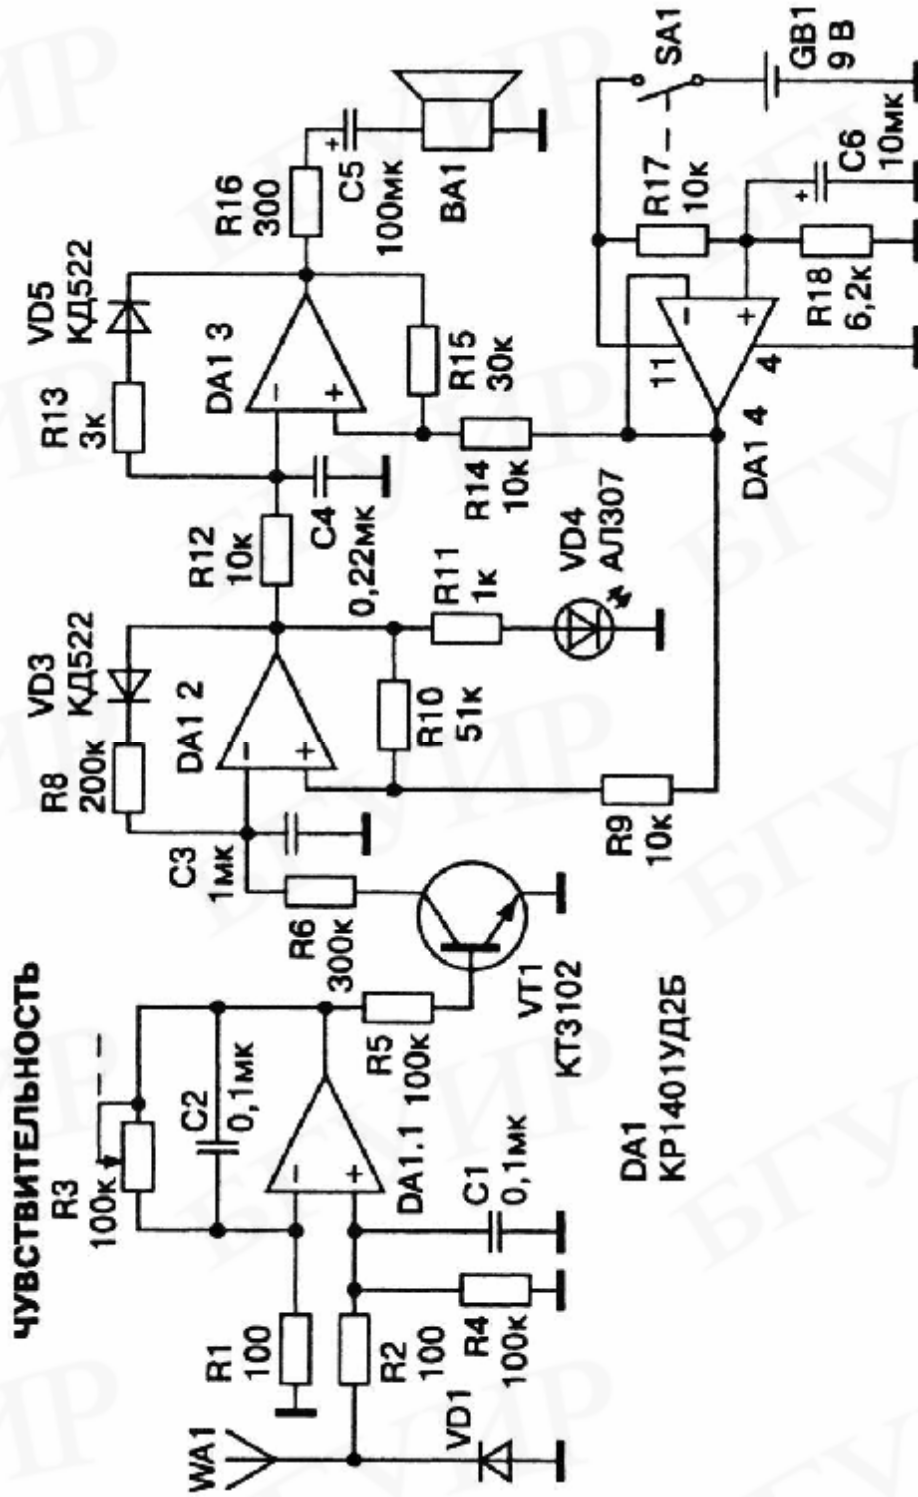 ЧУВСТВИТЕЛЬНОСТЬ
WA1
VD1
R1
100
R2
100
R3
100к
R4
100к
C1
0,1мк
C2
0,1мк
DA1.1
R5
100к
R6
300к
C3
1мк
VT1
КТ3102
DA1
КР1401УД2Б
R8
200к
VD3
КД522
DA1 2
R9
10к
R10
51к
R11
1к
VD4
АЛ307
R12
10к
C4
0,22мк
R13
3к
VD5
КД522
DA1 3
R14
10к
R15
30к
R16
300
C5
100мк
BA1
DA1 4
11
4
R17
10к
R18
6,2к
C6
10мк
SA1
GB1
9 В
БГУИР